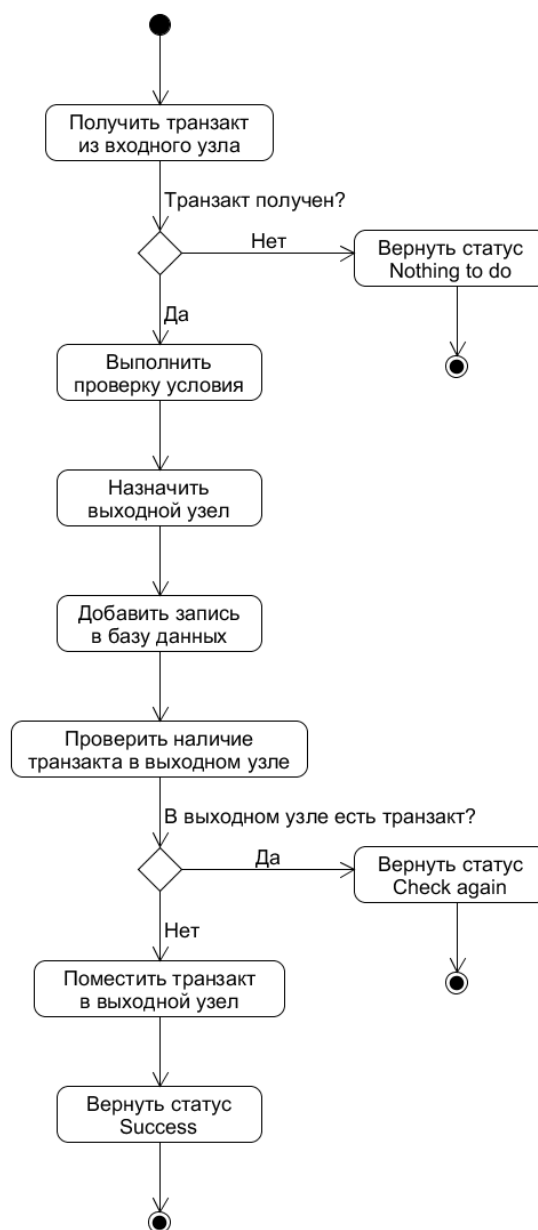 Получить транзакт
из входного узла
Транзакт получен?
Нет
Вернуть статус
Nothing to do
Да
Выполнить
проверку условия
Назначить
выходной узел
Добавить запись
в базу данных
Проверить наличие
транзакта в выходном узле
В выходном узле есть транзакт?
Да
Вернуть статус
Check again
Нет
Поместить транзакт
в выходной узел
Вернуть статус
Success